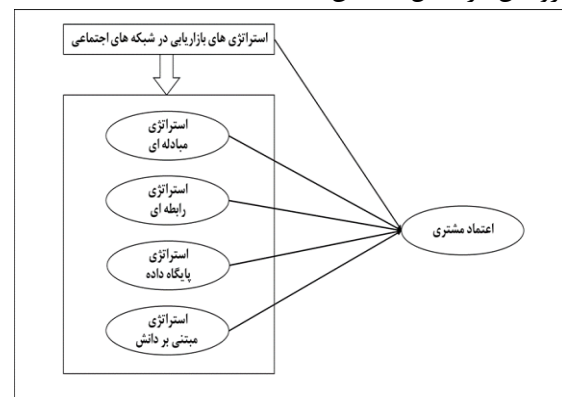 استراتژی های بازاریابی در شبکه های اجتماعی
استراتژی
مبادله ای
استراتژی
رابطه ای
استراتژی
پایگاه داده
استراتژی
مبتنی بر دانش
اعتماد مشتری